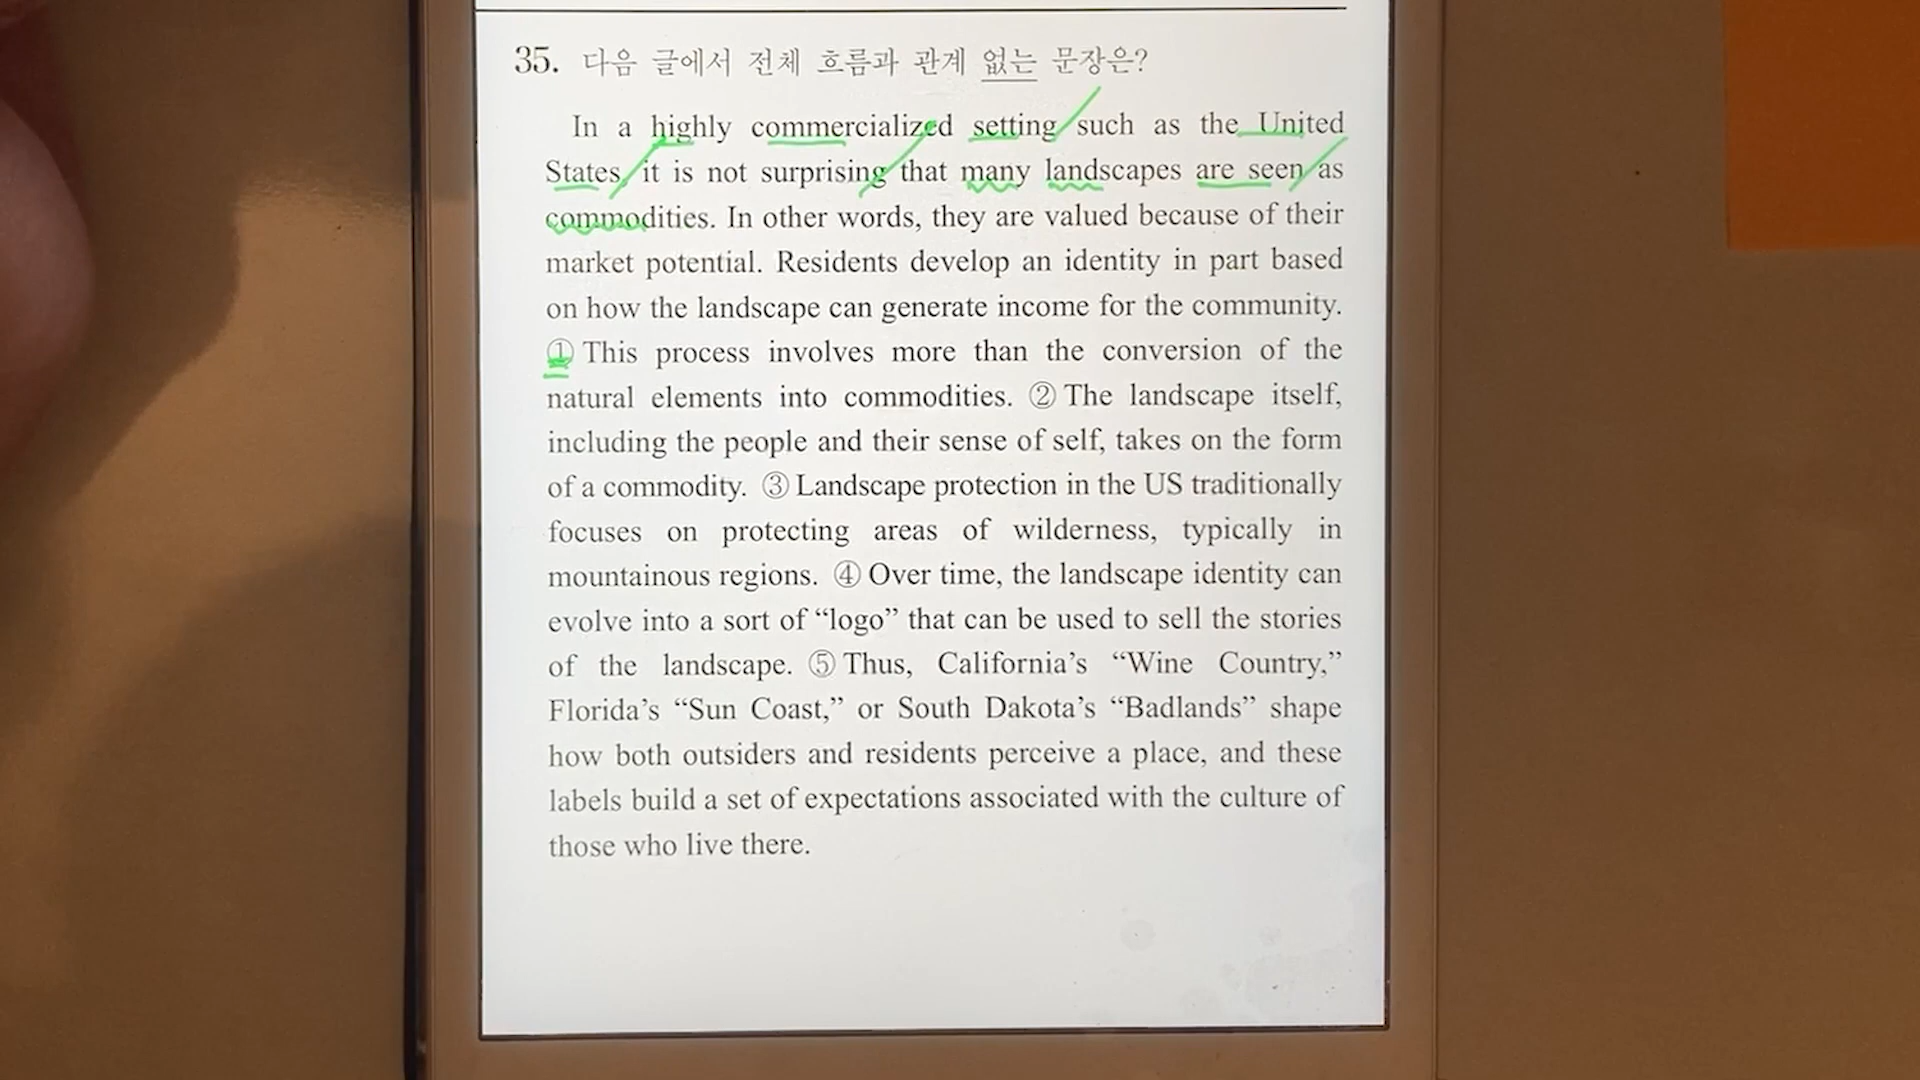 35. 다음 글에서 전체 흐름과 관계 없는 문장은?
In a highly commercialized setting such as the United
States, it is not surprising that many landscapes are seen as
commodities. In other words, they are valued because of their
market potential. Residents develop an identity in part based
on how the landscape can generate income for the community.
① This process involves more than the conversion of the
natural elements into commodities. ② The landscape itself,
including the people and their sense of self, takes on the form
of a commodity. ③ Landscape protection in the US traditionally
focuses on protecting areas of wilderness, typically in
mountainous regions. ④ Over time, the landscape identity can
evolve into a sort of “logo” that can be used to sell the stories
of the landscape. ⑤ Thus, California’s “Wine Country,”
Florida’s “Sun Coast,” or South Dakota’s “Badlands” shape
how both outsiders and residents perceive a place, and these
labels build a set of expectations associated with the culture of
those who live there.